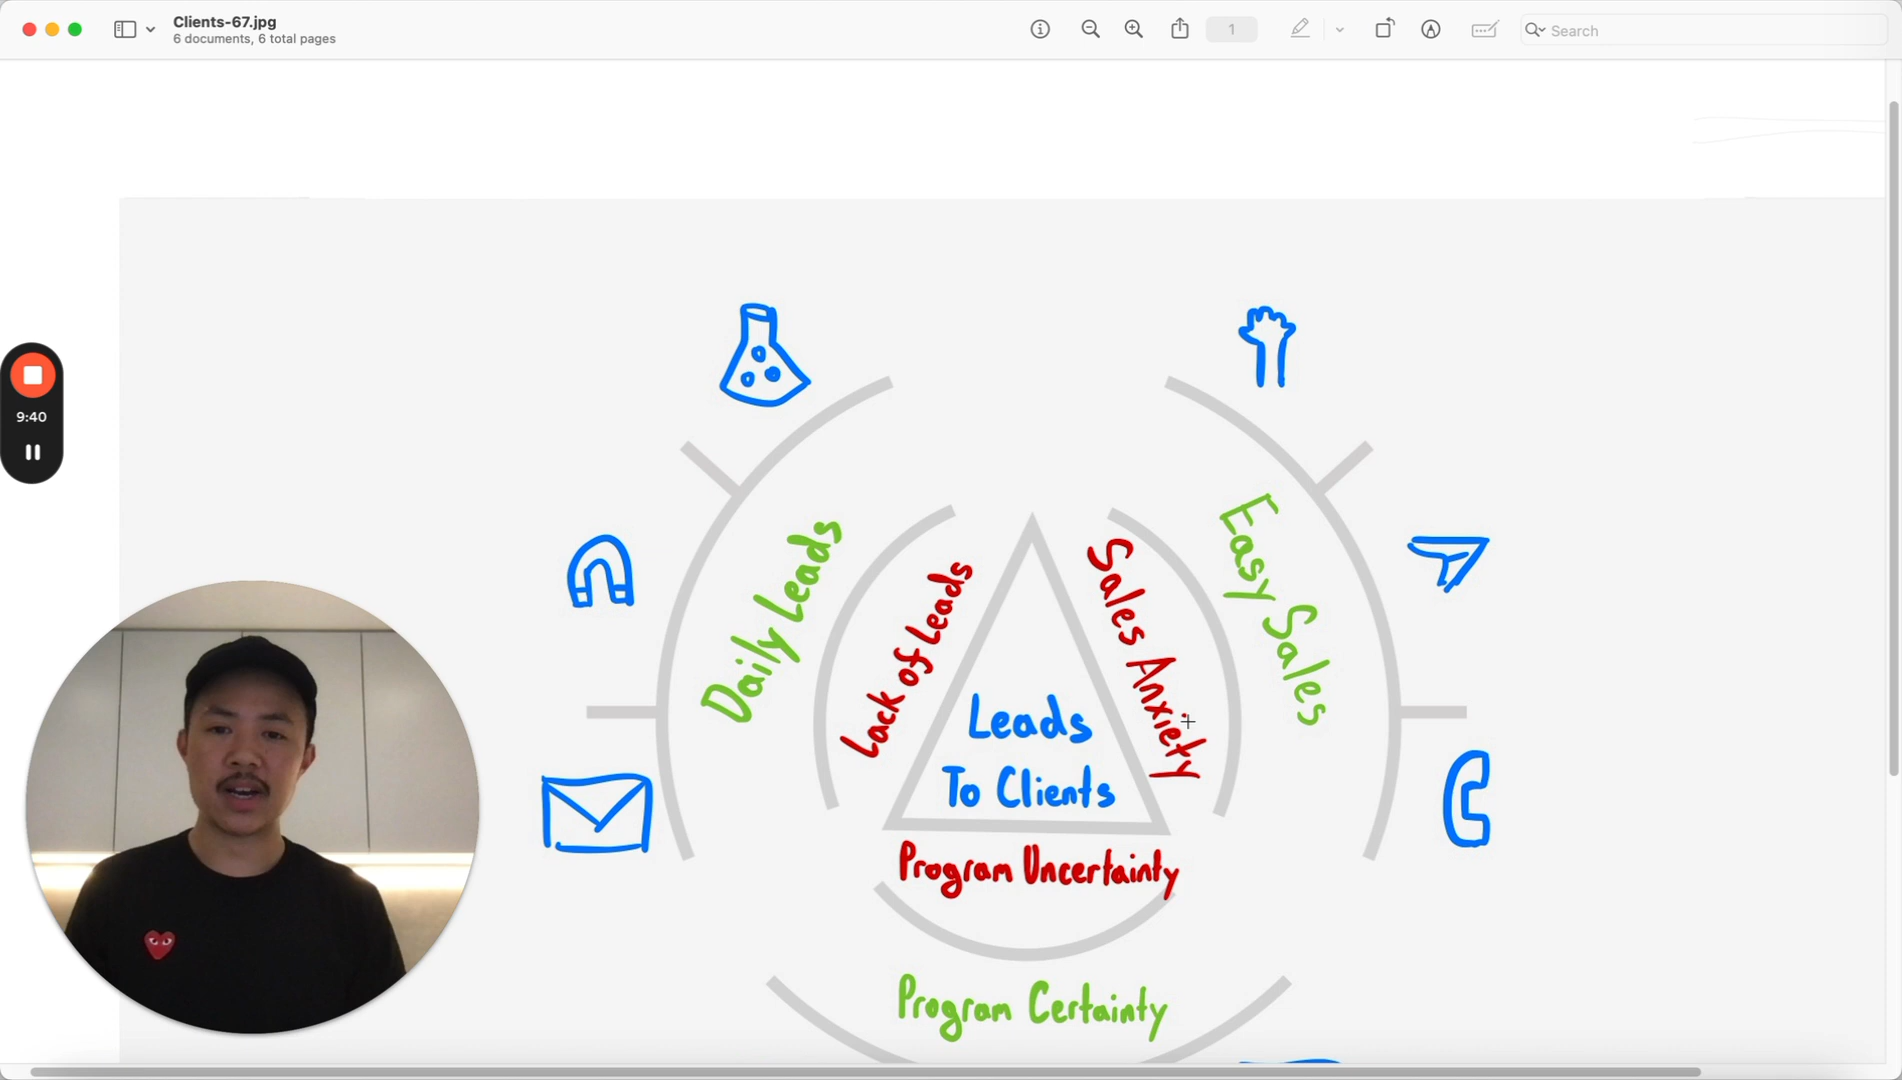 Clients-67.jpg
6 documents, 6 total pages
1
Search
9:40
Daily Leads
Lack of Leads
Sales Anxiety
Easy Sales
Leads
To Clients
Program Uncertainty
Program Certainty